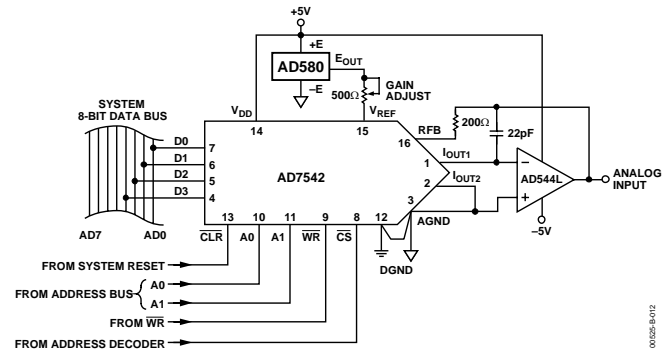 +5V
+E
AD580
EOUT
–E
500Ω
GAIN
ADJUST
SYSTEM
8-BIT DATA BUS
VDD
14
VREF
15
RFB
16
200Ω
22pF
D0
7
D1
6
D2
5
D3
4
AD7542
1
IOUT1
2
IOUT2
3
AGND
–
+
AD544L
ANALOG
INPUT
–5V
AD7
AD0
13
10
11
9
8
12
CLR
A0
A1
WR
CS
DGND
FROM SYSTEM RESET
FROM ADDRESS BUS
A0
A1
FROM WR
FROM ADDRESS DECODER
00525-B-012